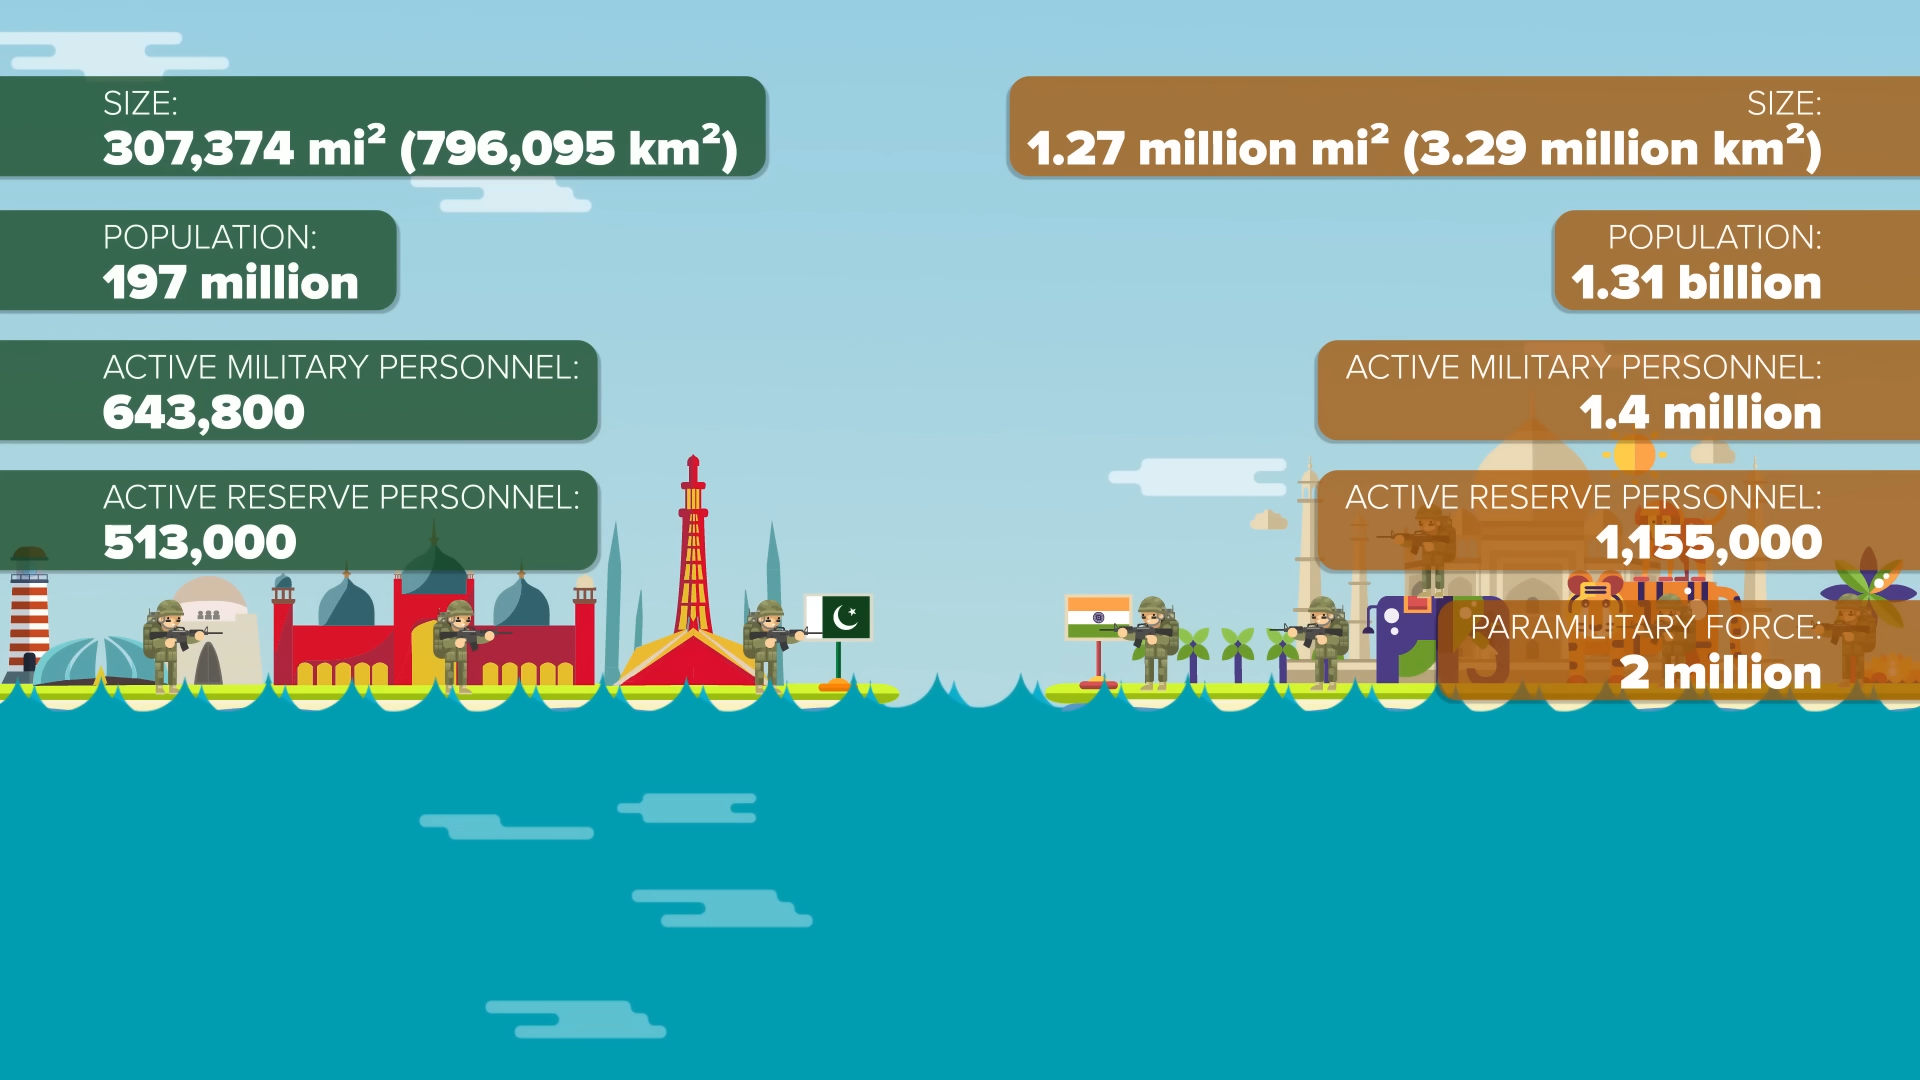 SIZE:
307,374 mi² (796,095 km²)
POPULATION:
197 million
ACTIVE MILITARY PERSONNEL:
643,800
ACTIVE RESERVE PERSONNEL:
513,000
SIZE:
1.27 million mi² (3.29 million km²)
POPULATION:
1.31 billion
ACTIVE MILITARY PERSONNEL:
1.4 million
ACTIVE RESERVE PERSONNEL:
1,155,000
PARAMILITARY FORCE:
2 million